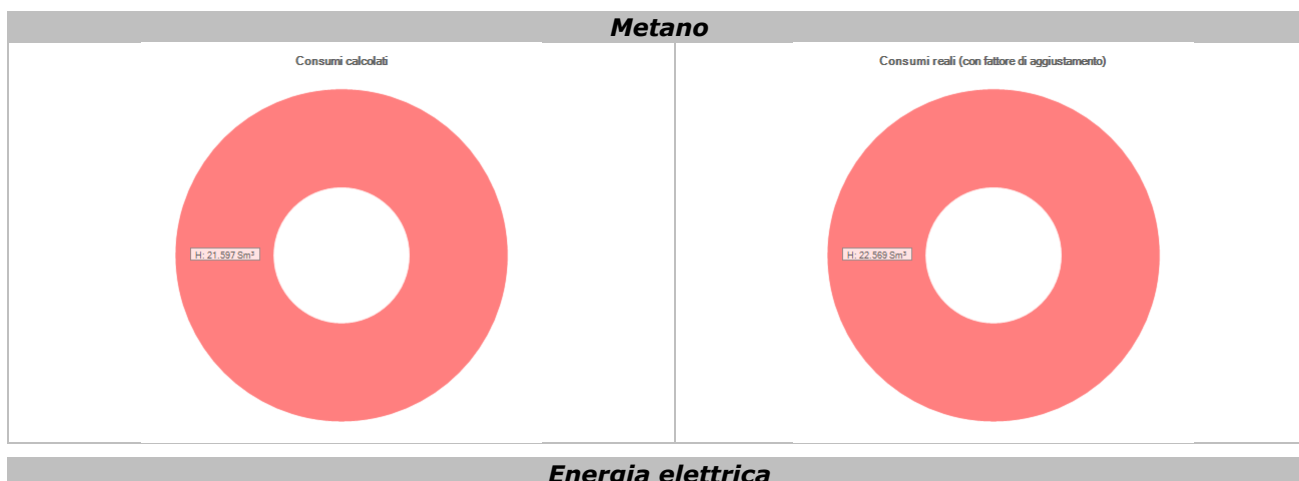 Metano
Consumi calcolati
Consumi reali (con fattore di aggiustamento)
H: 21.597 Sm³
H: 22.569 Sm³
Energia elettrica